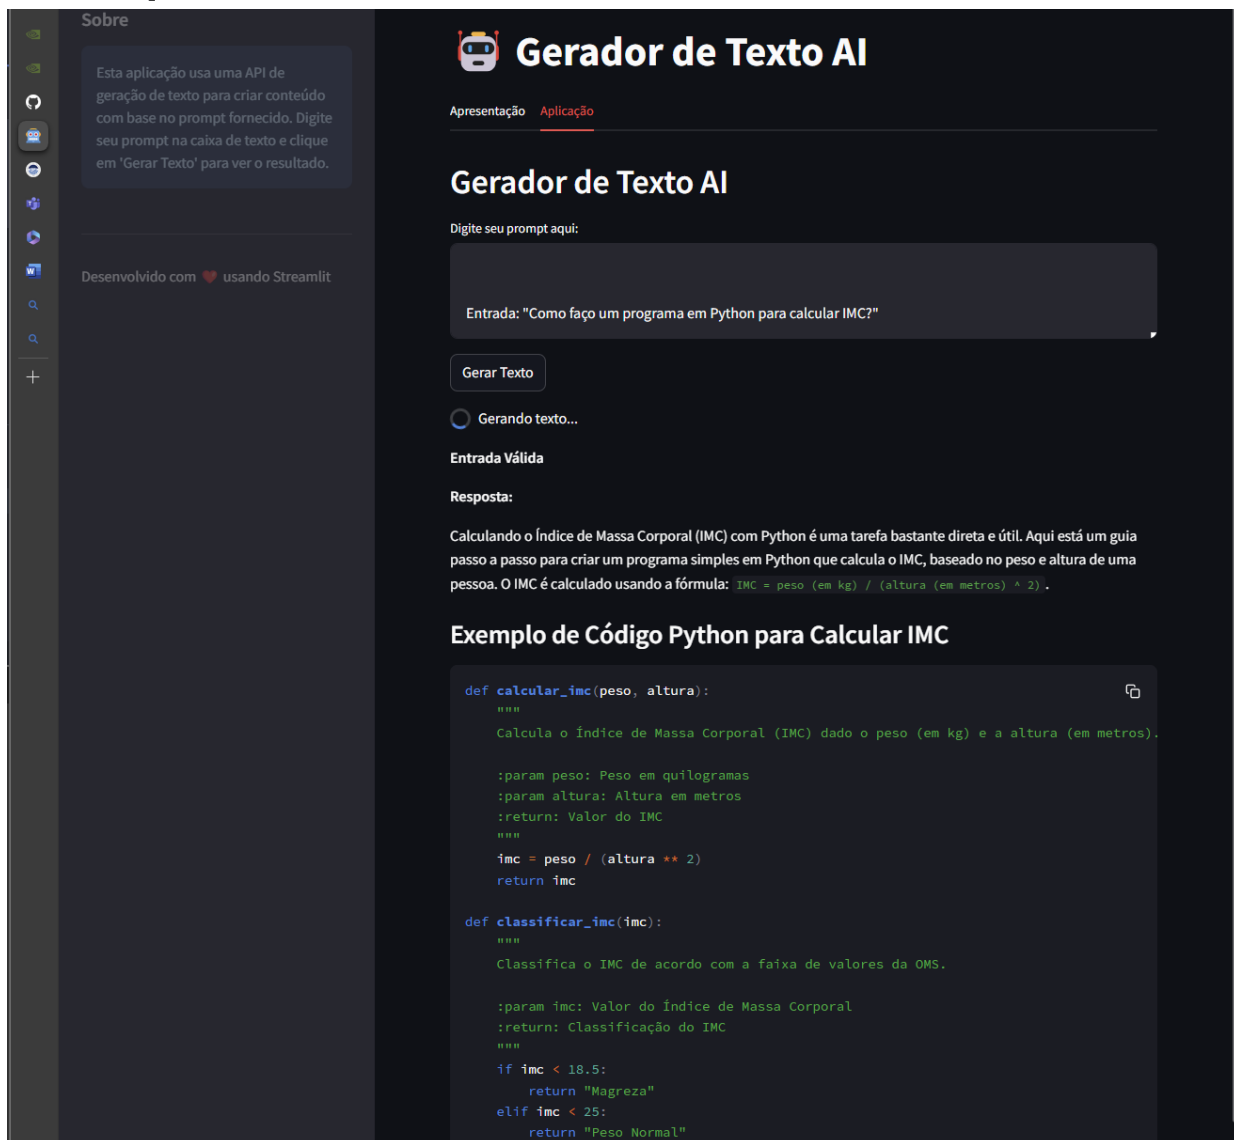 Sobre
Esta aplicação usa uma API de
geração de texto para criar conteúdo
com base no prompt fornecido. Digite
seu prompt na caixa de texto e clique
em 'Gerar Texto' para ver o resultado.
Desenvolvido com ❤️ usando Streamlit
Gerador de Texto AI
Apresentação Aplicação
Gerador de Texto AI
Digite seu prompt aqui:
Entrada: "Como faço um programa em Python para calcular IMC?"
Gerar Texto
Gerando texto...
Entrada Válida
Resposta:
Calculando o Índice de Massa Corporal (IMC) com Python é uma tarefa bastante direta e útil. Aqui está um guia
passo a passo para criar um programa simples em Python que calcula o IMC, baseado no peso e altura de uma
pessoa. O IMC é calculado usando a fórmula: IMC = peso (em kg) / (altura (em metros) ^ 2) .
Exemplo de Código Python para Calcular IMC
def calcular_imc(peso, altura):
    """
    Calcula o Índice de Massa Corporal (IMC) dado o peso (em kg) e a altura (em metros).
    :param peso: Peso em quilogramas
    :param altura: Altura em metros
    :return: Valor do IMC
    """
    imc = peso / (altura ** 2)
    return imc
def classificar_imc(imc):
    """
    Classifica o IMC de acordo com a faixa de valores da OMS.
    :param imc: Valor do Índice de Massa Corporal
    :return: Classificação do IMC
    """
    if imc < 18.5:
        return "Magreza"
    elif imc < 25:
        return "Peso Normal"